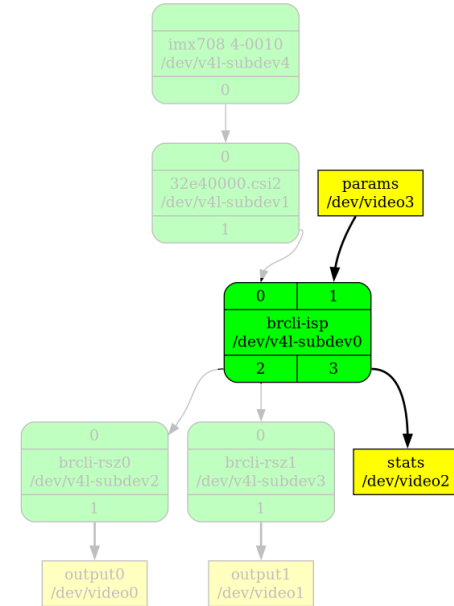 imx708 4-0010
/dev/v4l-subdev4
0
0
32e40000.csi2
/dev/v4l-subdev1
1
params
/dev/video3
0 1
brcli-isp
/dev/v4l-subdev0
2 3
0
brcli-rsz0
/dev/v4l-subdev2
1
0
brcli-rsz1
/dev/v4l-subdev3
1
stats
/dev/video2
output0
/dev/video0
output1
/dev/video1